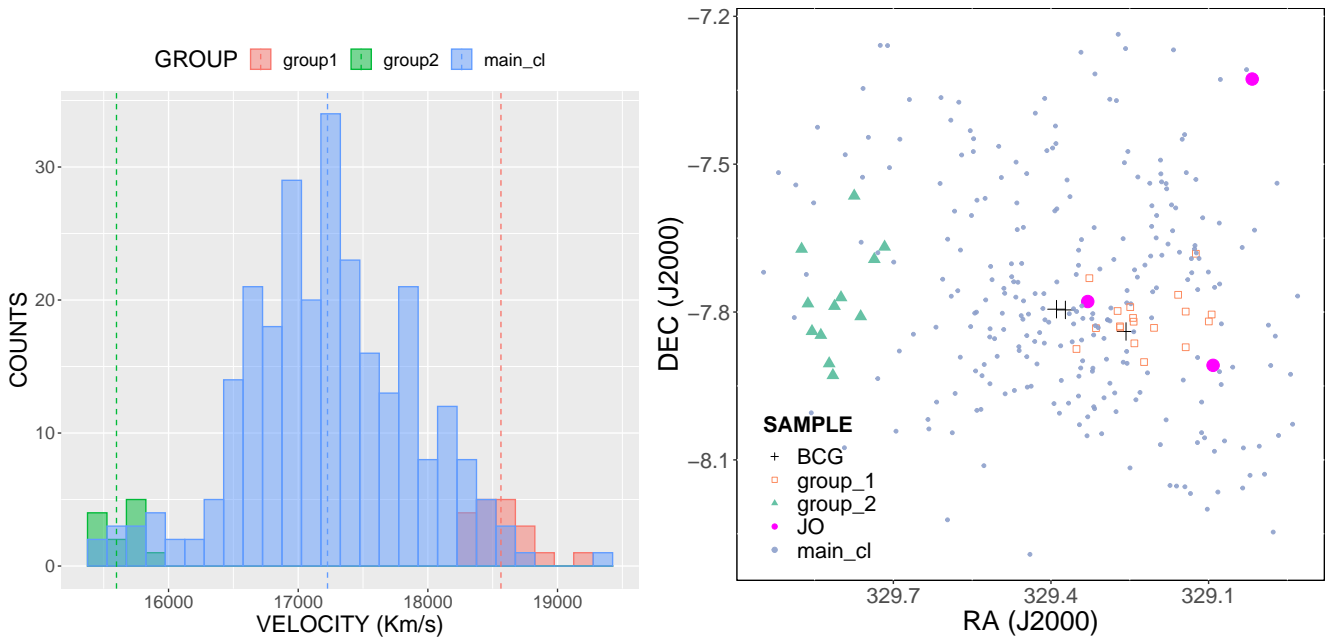 GROUP group1 group2 main_cl
COUNTS
30
20
10
0
16000 17000 18000 19000
VELOCITY (Km/s)
DEC (J2000)
−7.2
−7.5
−7.8
−8.1
SAMPLE
BCG
group_1
group_2
JO
main_cl
329.7 329.4 329.1
RA (J2000)